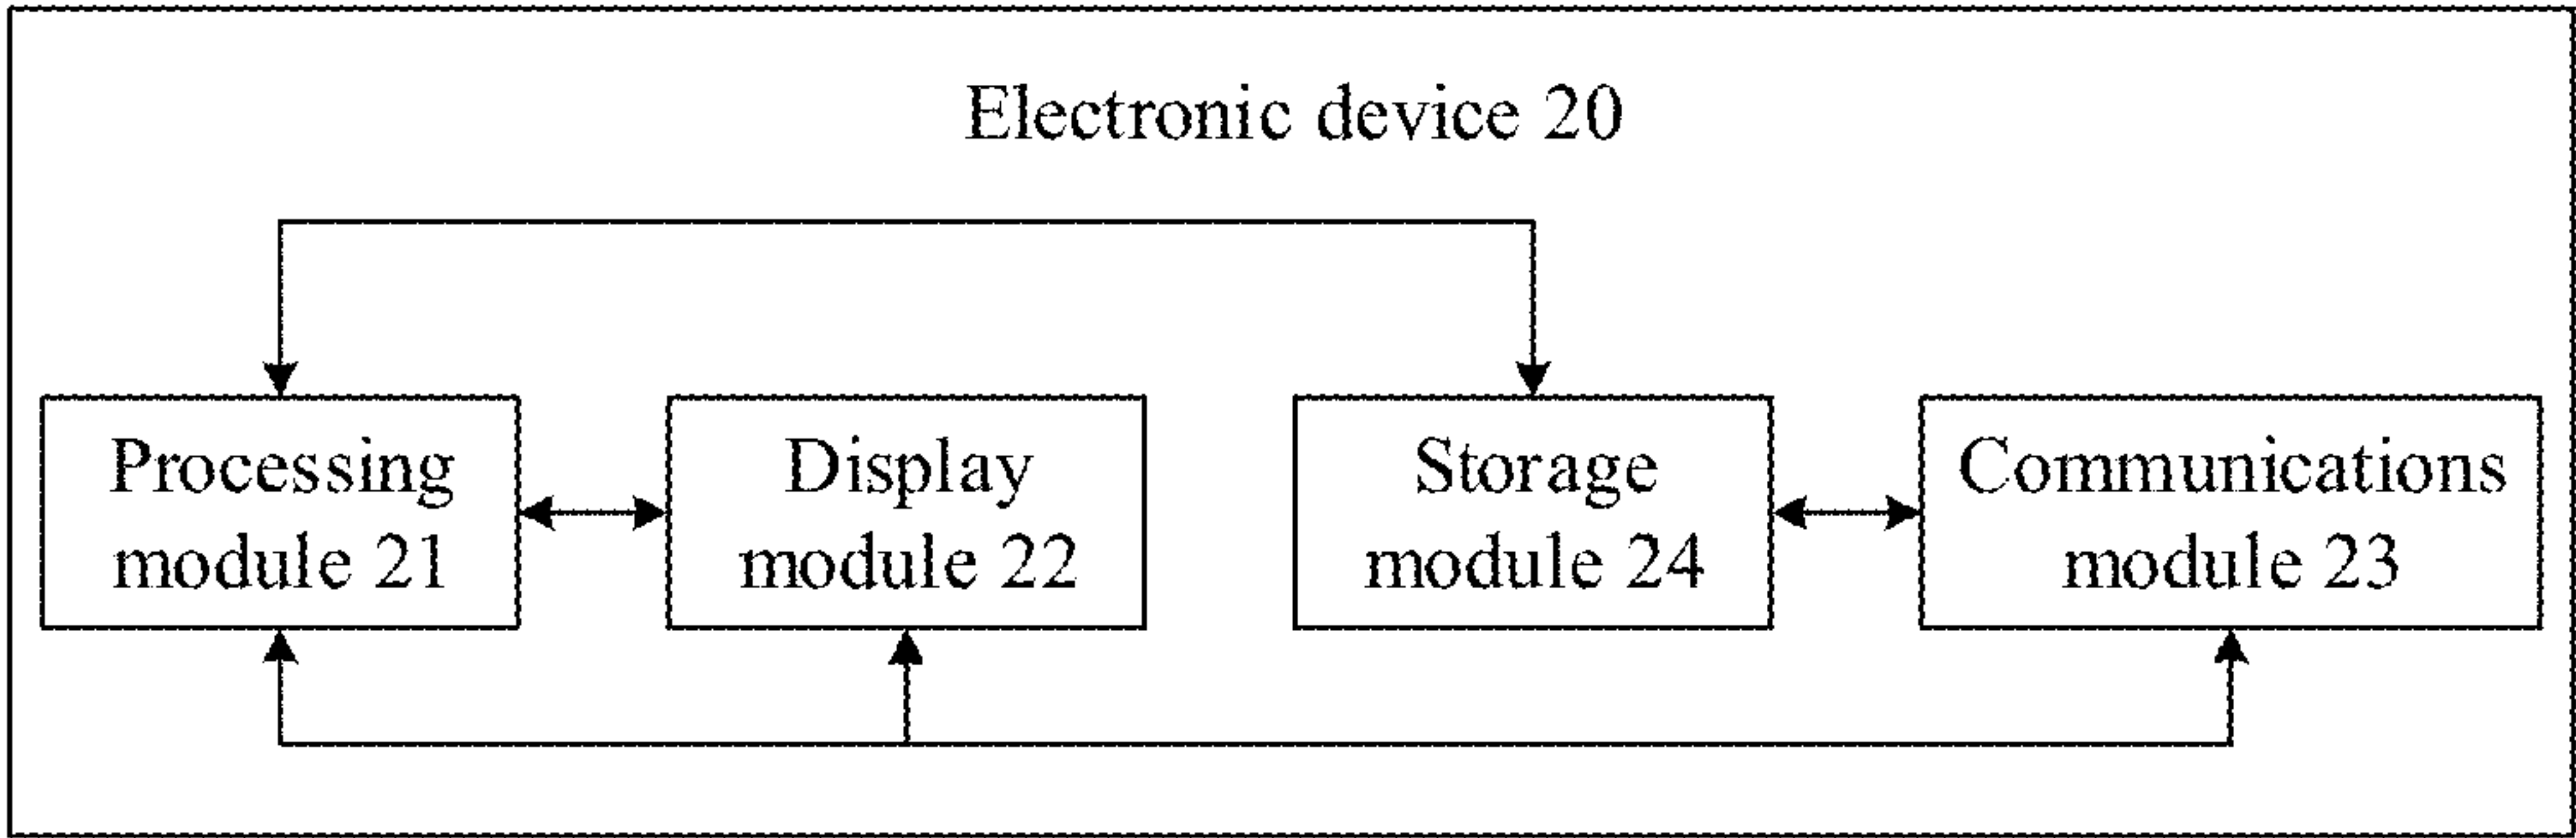 Electronic device 20
Processing
module 21
Display
module 22
Storage
module 24
Communications
module 23